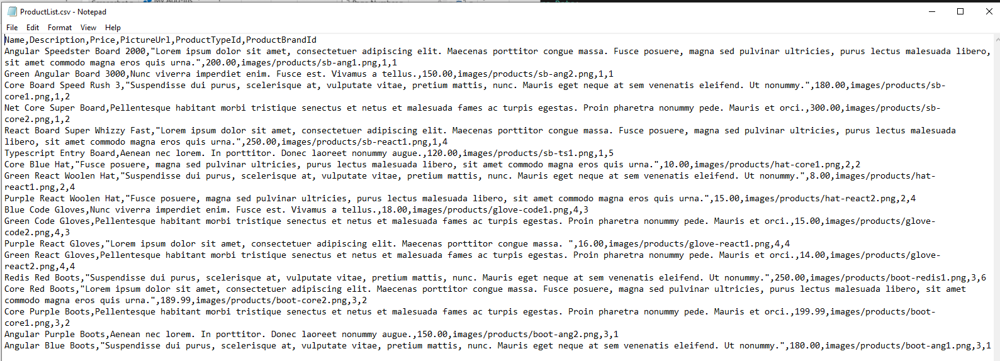 ProductList.csv - Notepad
File Edit Format View Help
Name,Description,Price,PictureUrl,ProductTypeId,ProductBrandId
Angular Speedster Board 2000,"Lorem ipsum dolor sit amet, consectetuer adipiscing elit. Maecenas porttitor congue massa. Fusce posuere, magna sed pulvinar ultricies, purus lectus malesuada libero,
sit amet commodo magna eros quis urna.",200.00,images/products/sb-ang1.png,1,1
Green Angular Board 3000,Nunc viverra imperdiet enim. Fusce est. Vivamus a tellus.,150.00,images/products/sb-ang2.png,1,1
Core Board Speed Rush 3,"Suspendisse dui purus, scelerisque at, vulputate vitae, pretium mattis, nunc. Mauris eget neque at sem venenatis eleifend. Ut nonummy.",180.00,images/products/sb-
core1.png,1,2
Net Core Super Board,Pellentesque habitant morbi tristique senectus et netus et malesuada fames ac turpis egestas. Proin pharetra nonummy pede. Mauris et orci.,300.00,images/products/sb-
core2.png,1,2
React Board Super Whizzy Fast,"Lorem ipsum dolor sit amet, consectetuer adipiscing elit. Maecenas porttitor congue massa. Fusce posuere, magna sed pulvinar ultricies, purus lectus malesuada
libero, sit amet commodo magna eros quis urna.",250.00,images/products/sb-react1.png,1,4
Typescript Entry Board,Aenean nec lorem. In porttitor. Donec laoreet nonummy augue.,120.00,images/products/sb-ts1.png,1,5
Core Blue Hat,"Fusce posuere, magna sed pulvinar ultricies, purus lectus malesuada libero, sit amet commodo magna eros quis urna.",10.00,images/products/hat-core1.png,2,2
Green React Woolen Hat,"Suspendisse dui purus, scelerisque at, vulputate vitae, pretium mattis, nunc. Mauris eget neque at sem venenatis eleifend. Ut nonummy.",8.00,images/products/hat-
react1.png,2,4
Purple React Woolen Hat,"Fusce posuere, magna sed pulvinar ultricies, purus lectus malesuada libero, sit amet commodo magna eros quis urna.",15.00,images/products/hat-react2.png,2,4
Blue Code Gloves,Nunc viverra imperdiet enim. Fusce est. Vivamus a tellus.,18.00,images/products/glove-code1.png,4,3
Green Code Gloves,Pellentesque habitant morbi tristique senectus et netus et malesuada fames ac turpis egestas. Proin pharetra nonummy pede. Mauris et orci.,15.00,images/products/glove-
code2.png,4,3
Purple React Gloves,"Lorem ipsum dolor sit amet, consectetuer adipiscing elit. Maecenas porttitor congue massa. ",16.00,images/products/glove-react1.png,4,4
Green React Gloves,Pellentesque habitant morbi tristique senectus et netus et malesuada fames ac turpis egestas. Proin pharetra nonummy pede. Mauris et orci.,14.00,images/products/glove-
react2.png,4,4
Redis Red Boots,"Suspendisse dui purus, scelerisque at, vulputate vitae, pretium mattis, nunc. Mauris eget neque at sem venenatis eleifend. Ut nonummy.",250.00,images/products/boot-redis1.png,3,6
Core Red Boots,"Lorem ipsum dolor sit amet, consectetuer adipiscing elit. Maecenas porttitor congue massa. Fusce posuere, magna sed pulvinar ultricies, purus lectus malesuada libero, sit amet
commodo magna eros quis urna.",189.99,images/products/boot-core2.png,3,2
Core Purple Boots,Pellentesque habitant morbi tristique senectus et netus et malesuada fames ac turpis egestas. Proin pharetra nonummy pede. Mauris et orci.,199.99,images/products/boot-
core1.png,3,2
Angular Purple Boots,Aenean nec lorem. In porttitor. Donec laoreet nonummy augue.,150.00,images/products/boot-ang2.png,3,1
Angular Blue Boots,"Suspendisse dui purus, scelerisque at, vulputate vitae, pretium mattis, nunc. Mauris eget neque at sem venenatis eleifend. Ut nonummy.",180.00,images/products/boot-ang1.png,3,1